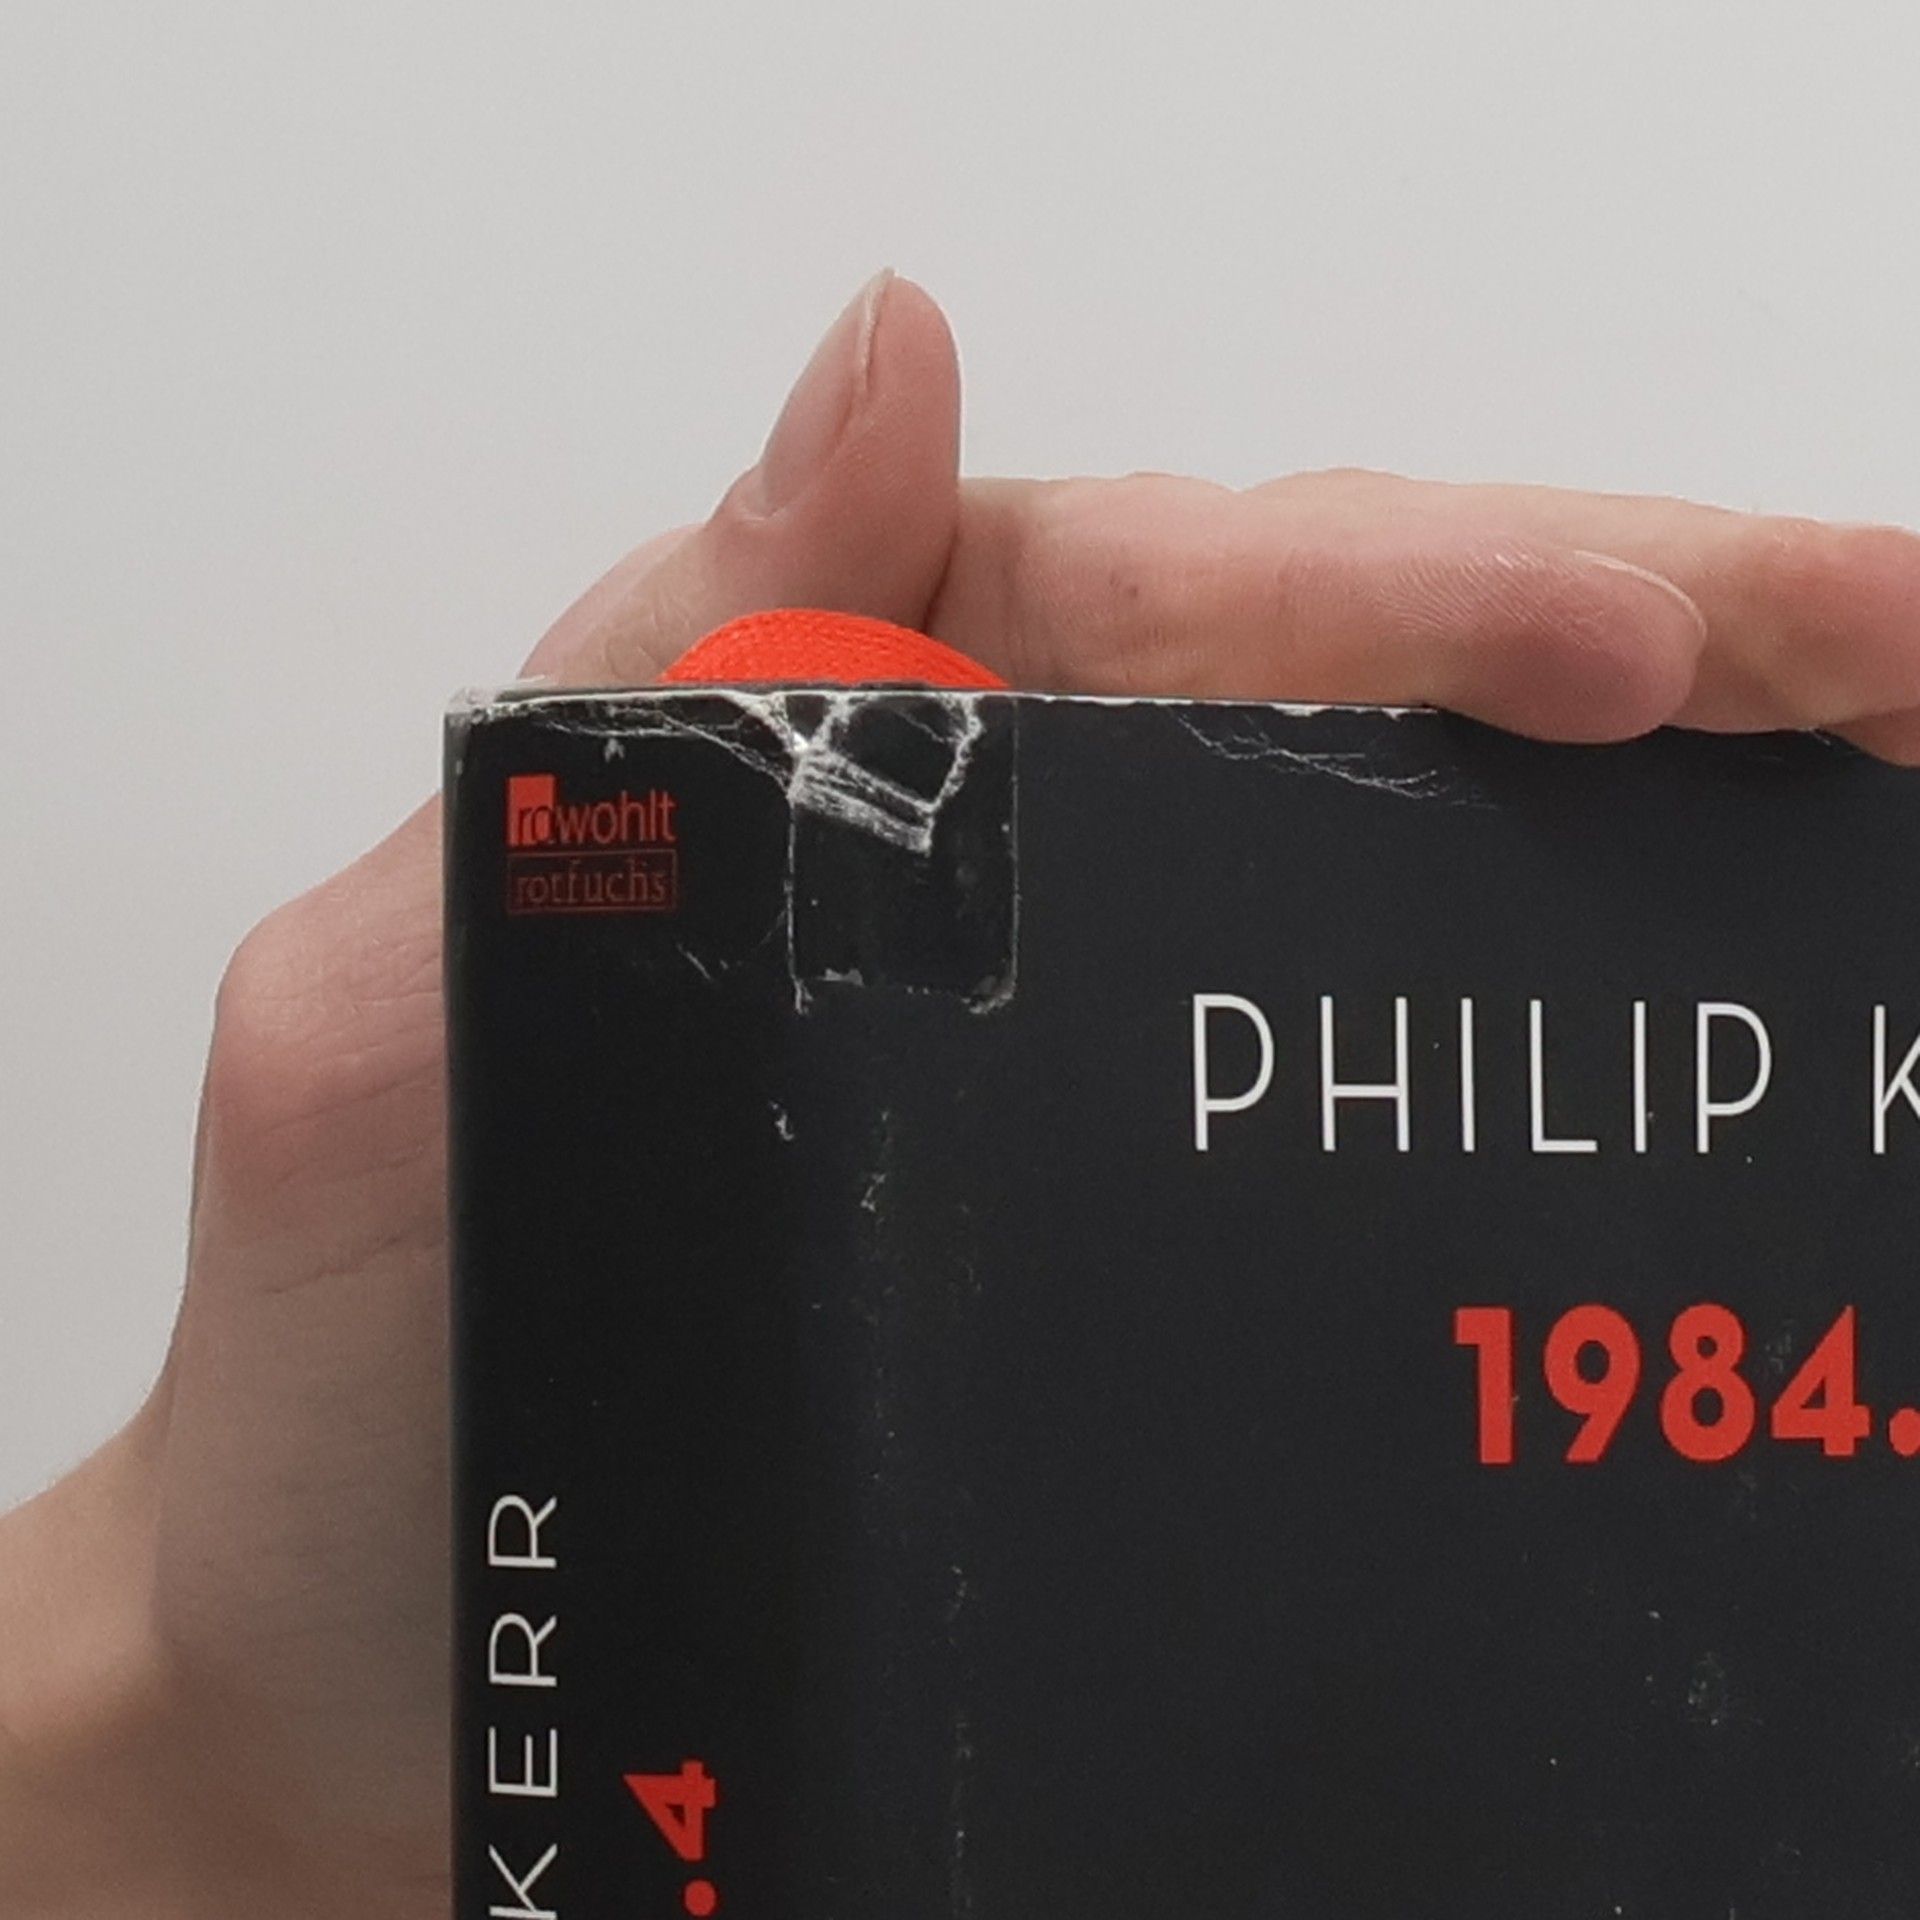 rowohlt
rotfuchs
PHILIP K
1984.
KERR
.4